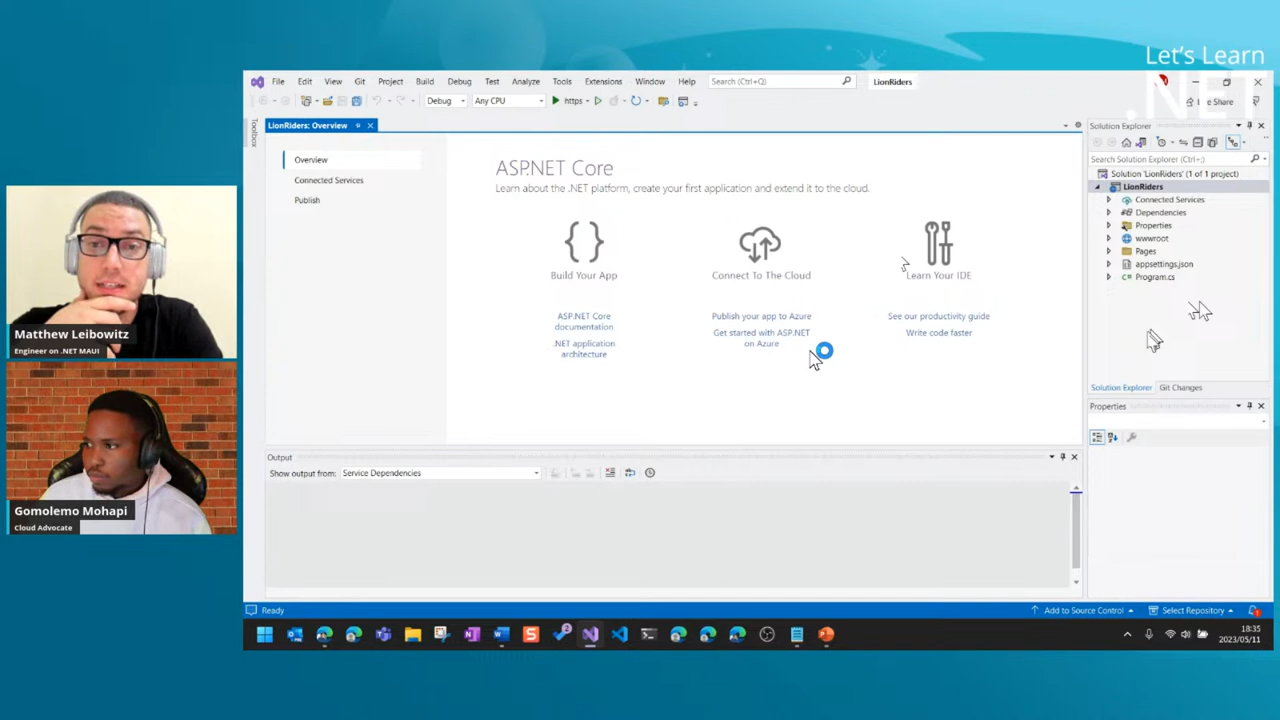 Let's Learn
.NET
File Edit View Git Project Build Debug Test Analyze Tools Extensions Window Help Search (Ctrl+Q) LionRiders
Debug Any CPU https Live Share
Toolbox
LionRiders: Overview
Overview
Connected Services
Publish
ASP.NET Core
Learn about the .NET platform, create your first application and extend it to the cloud.
Build Your App
Connect To The Cloud
Learn Your IDE
ASP.NET Core
documentation
.NET application
architecture
Publish your app to Azure
Get started with ASP.NET
on Azure
See our productivity guide
Write code faster
Solution Explorer
Search Solution Explorer (Ctrl+;)
Solution 'LionRiders' (1 of 1 project)
LionRiders
Connected Services
Dependencies
Properties
wwwroot
Pages
appsettings.json
C# Program.cs
Solution Explorer Git Changes
Properties
Output
Show output from: Service Dependencies
Ready Add to Source Control Select Repository 1
2
18:35
2023/05/11
Matthew Leibowitz
Engineer on .NET MAUI
Gomolemo Mohapi
Cloud Advocate